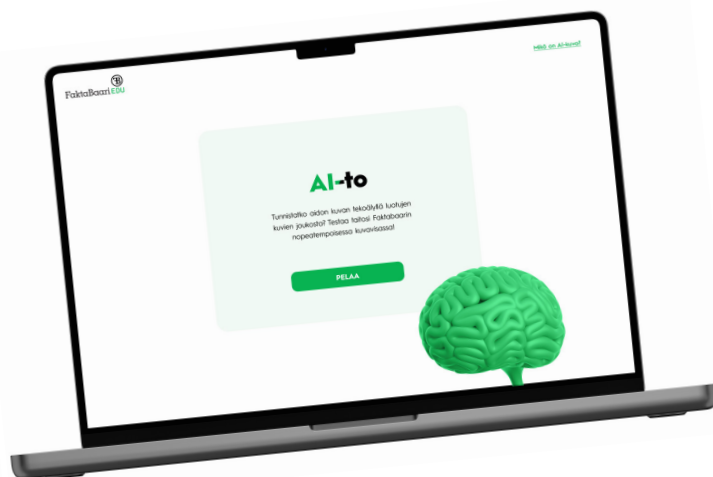 FaktaBaari EDU
Mikä on AI-kuva?
AI-to
Tunnistatko aidon kuvan tekoälyllä luotujen
kuvien joukosta? Testaa taitosi Faktabaarin
nopeatempoisessa kuvavisassa!
PELAA